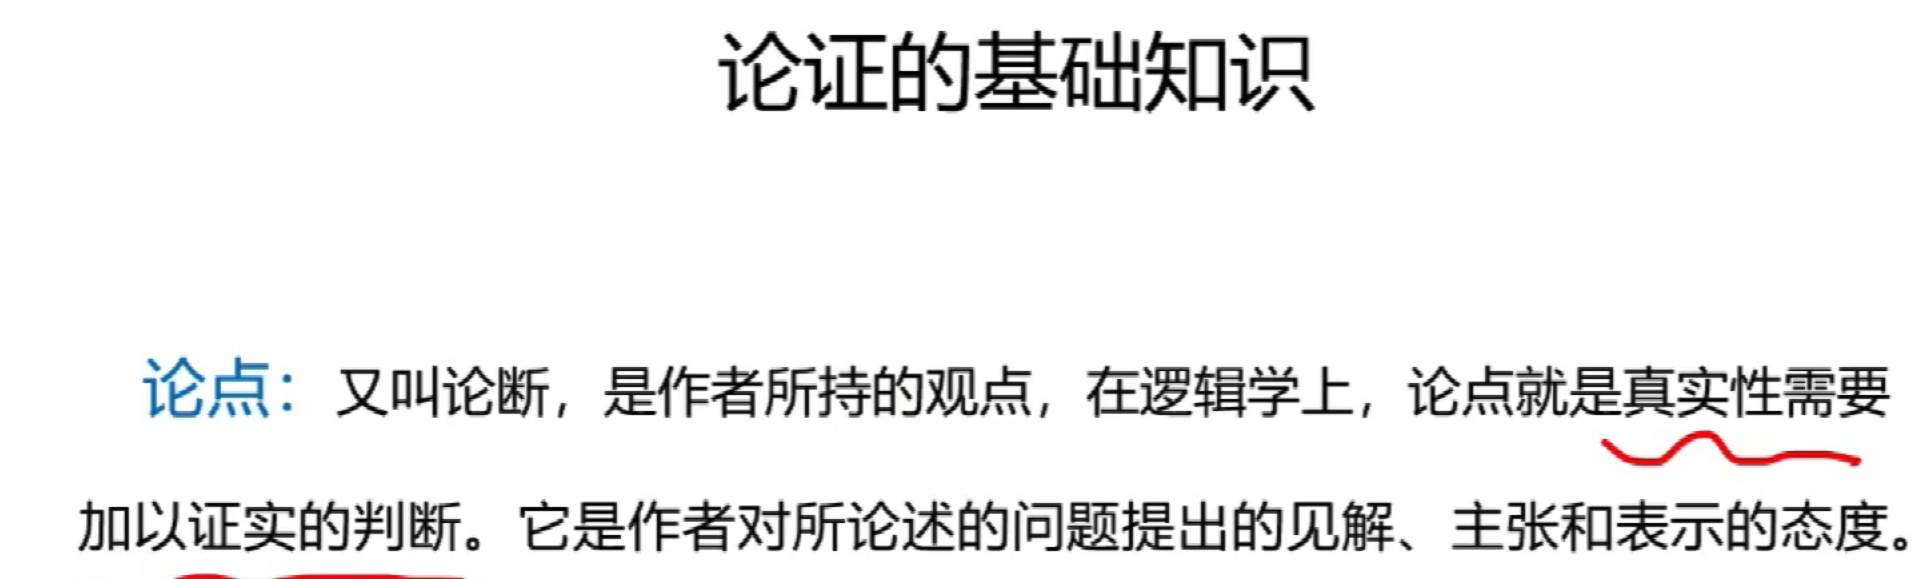 论证的基础知识
论点：又叫论断，是作者所持的观点，在逻辑学上，论点就是真实性需要
加以证实的判断。它是作者对所论述的问题提出的见解、主张和表示的态度。